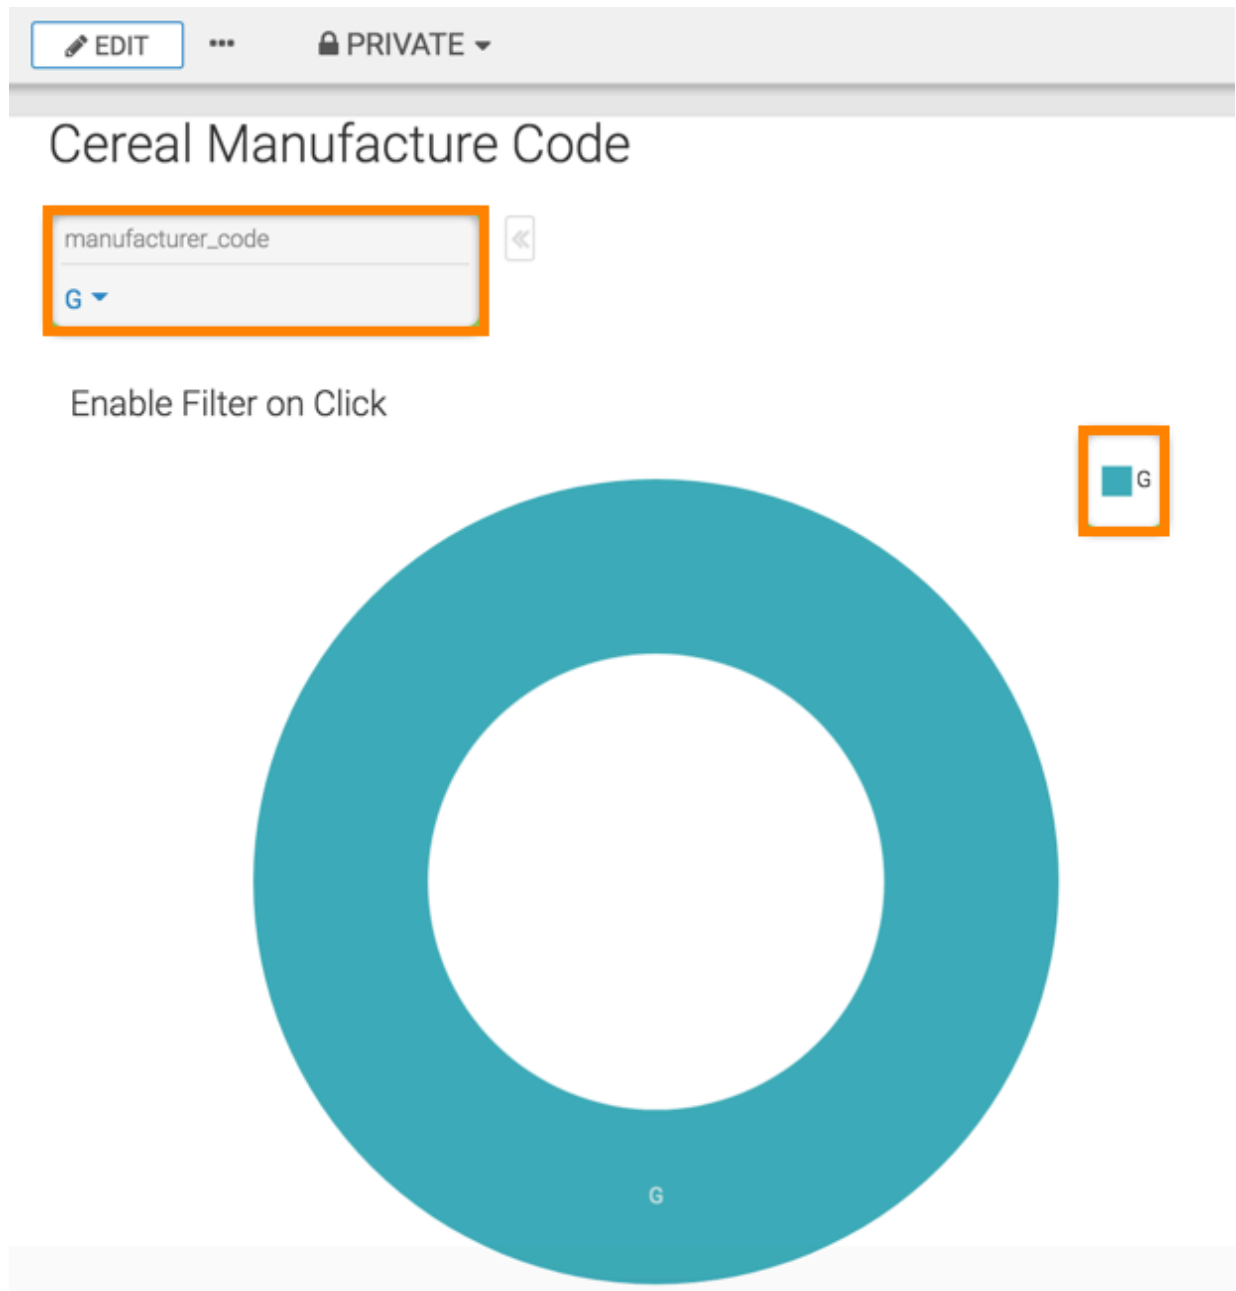 EDIT ••• PRIVATE
Cereal Manufacture Code
manufacturer_code
G
Enable Filter on Click
G
G